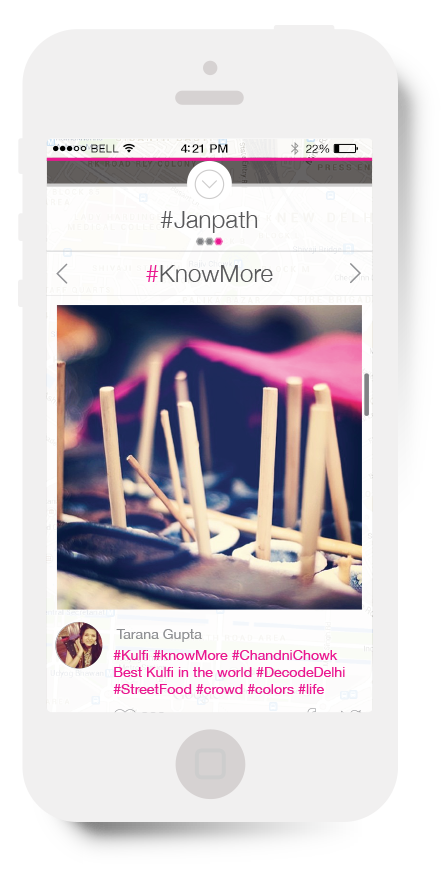 BELL 4:21 PM 22%
#Janpath
#KnowMore
Tarana Gupta
#Kulfi #knowMore #ChandniChowk
Best Kulfi in the world #DecodeDelhi
#StreetFood #crowd #colors #life